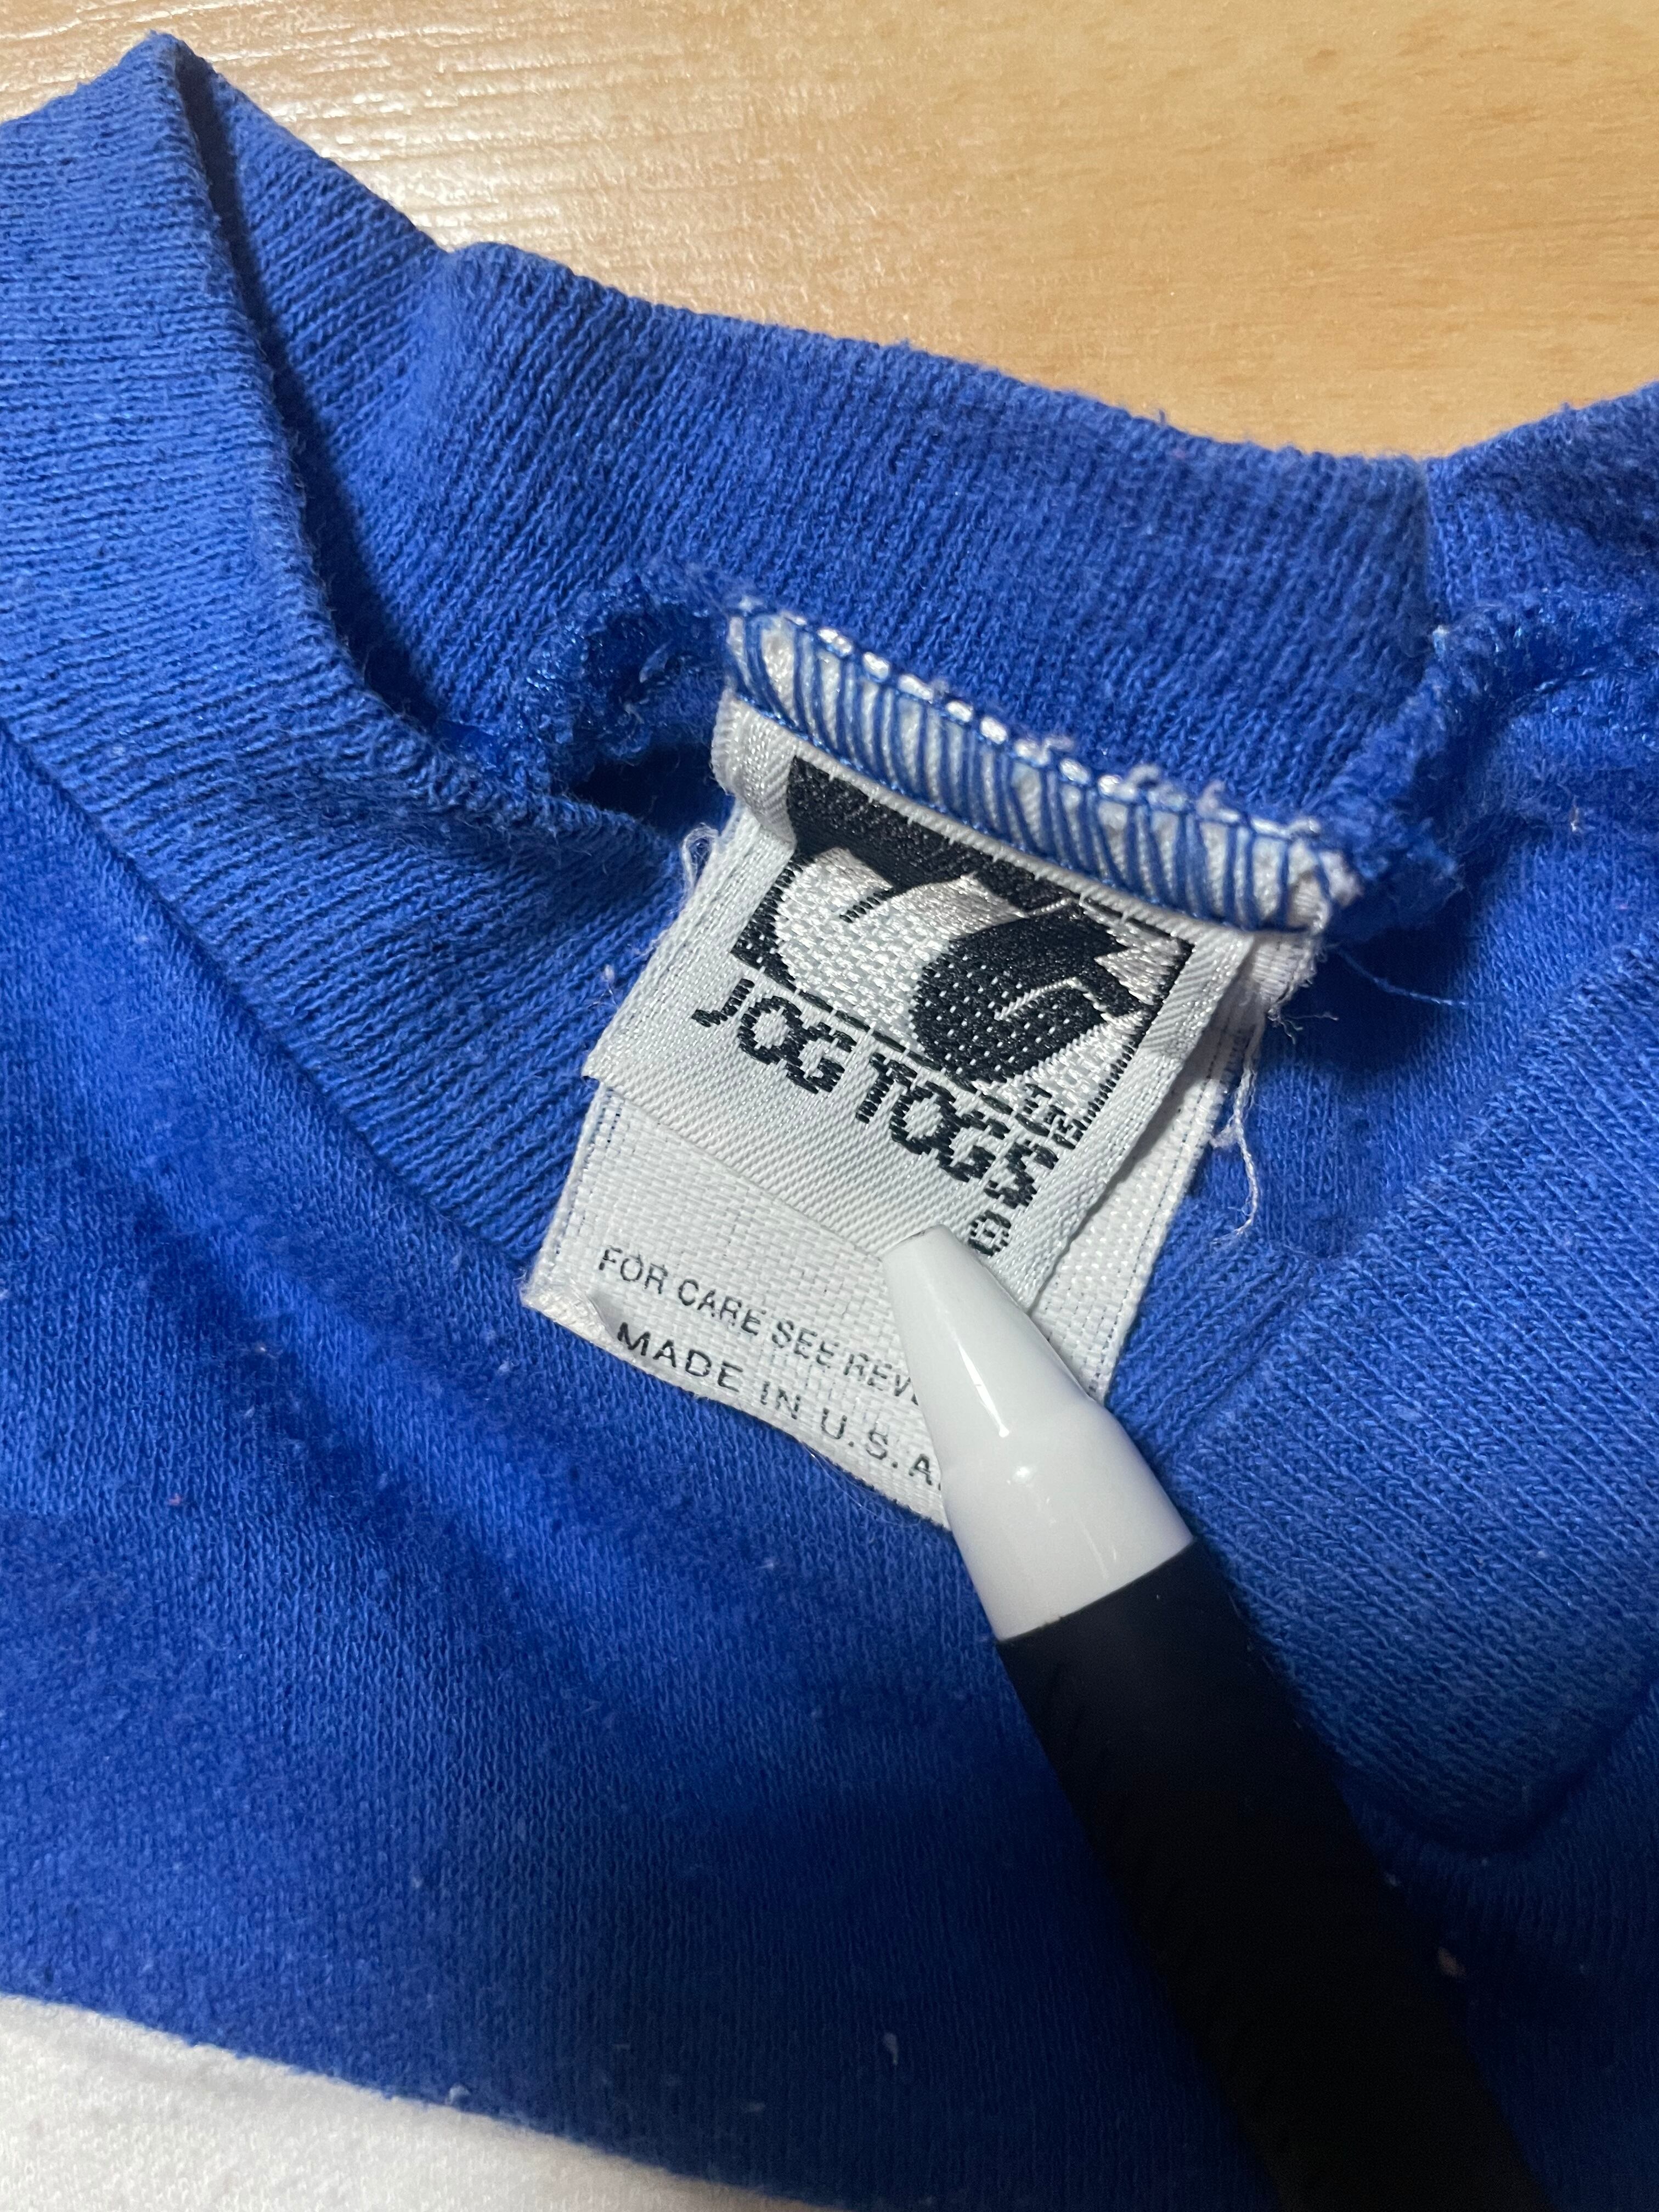 JOG TOGS
®
FOR CARE SEE REV
MADE IN U.S.A.